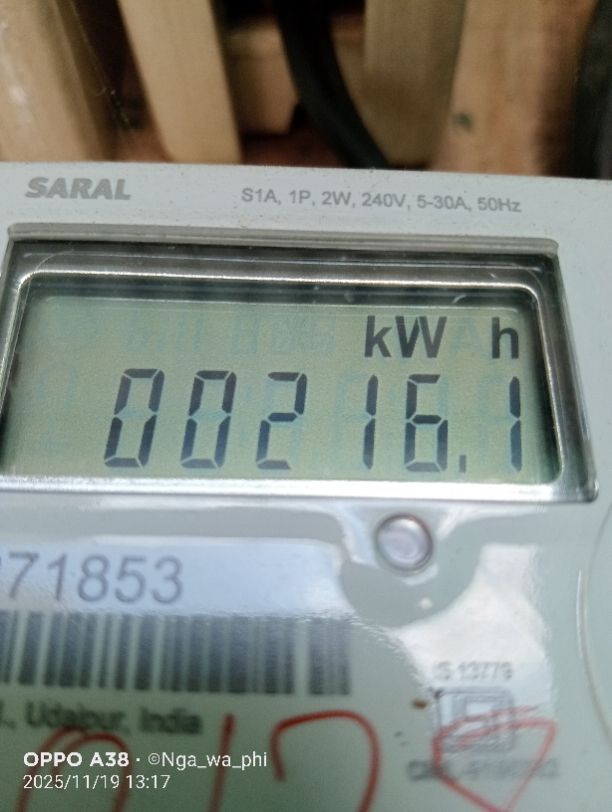 SARAL
S1A, 1P, 2W, 240V, 5-30A, 50Hz
kW h
00216.1
71853
Udaipur, India
IS 13779
OPPO A38 · ©Nga_wa_phi
2025/11/19 13:17